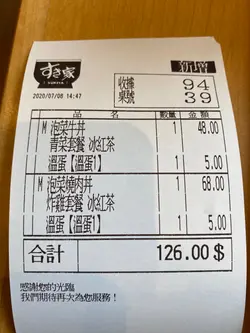 すき家
SUKIYA
新增
2020/07/08 14:47
收據 94
桌號 39
品 名 數量 金額
M 泡菜牛丼 1 48.00
青菜套餐 冰紅茶
溫蛋【溫蛋1】 1 5.00
M 泡菜燒肉丼 1 68.00
炸雞套餐 冰紅茶
溫蛋【溫蛋1】 1 5.00
合計 126.00$
感謝您的光臨
我們期待再次為您服務！